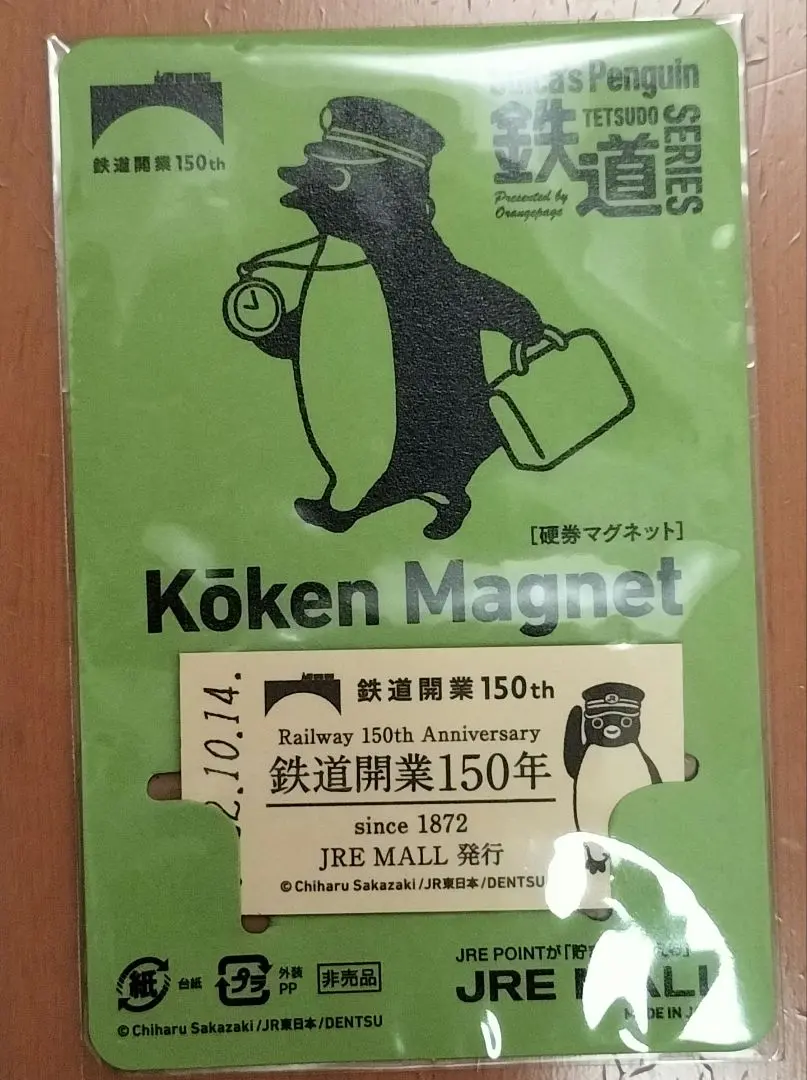 鉄道開業150th
Penguin
鉄道
TETSUDO
SERIES
Presented by
Orangepage
[硬券マグネット]
Kōken Magnet
2.10.14.
鉄道開業150th
Railway 150th Anniversary
鉄道開業150年
since 1872
JRE MALL 発行
©Chiharu Sakazaki/JR東日本/DENTSU
紙 台紙
プラ 外装
PP
非売品
JRE POINTが「貯
JRE
©Chiharu Sakazaki/JR東日本/DENTSU